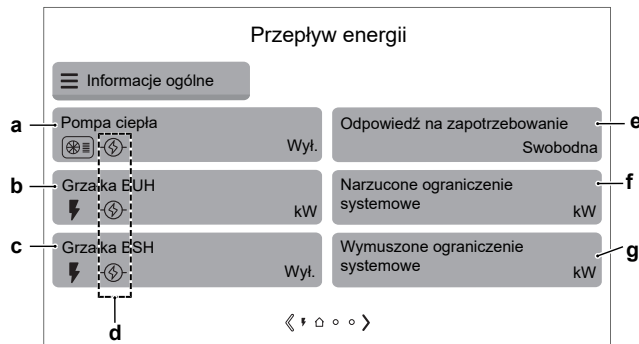 Przepływ energii
Informacje ogólne
a
Pompa ciepła
Wył.
b
Grzałka BUH
kW
c
Grzałka BSH
Wył.
d
e
Odpowiedź na zapotrzebowanie
Swobodna
f
Narzucone ograniczenie
systemowe
kW
g
Wymuszone ograniczenie
systemowe
kW